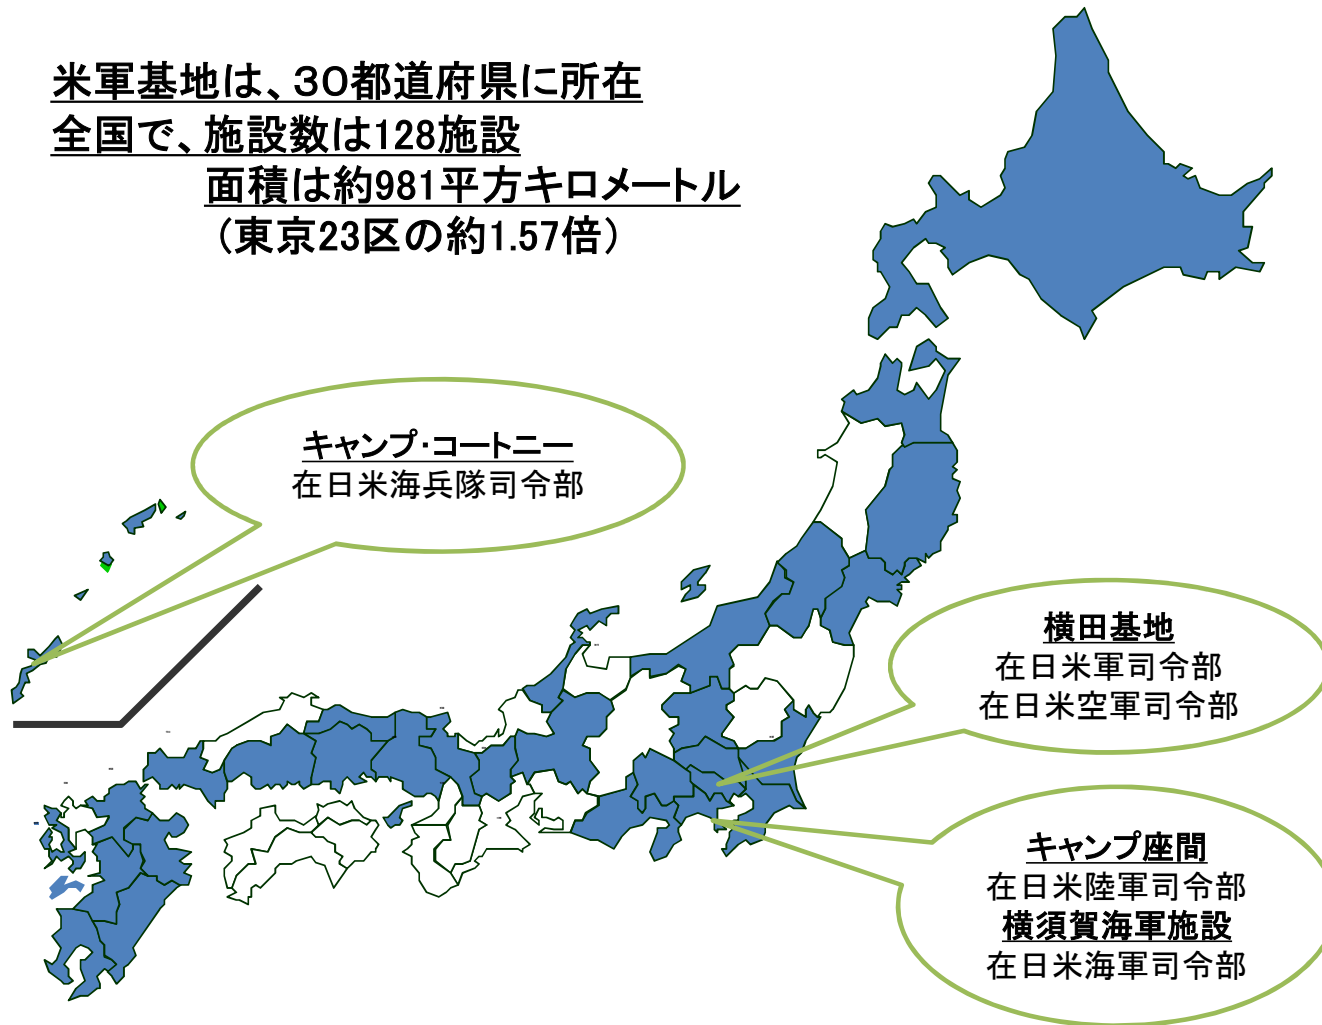 米軍基地は、30都道府県に所在
全国で、施設数は128施設
面積は約981平方キロメートル
（東京23区の約1.57倍）
キャンプ・コートニー
在日米海兵隊司令部
横田基地
在日米軍司令部
在日米空軍司令部
キャンプ座間
在日米陸軍司令部
横須賀海軍施設
在日米海軍司令部